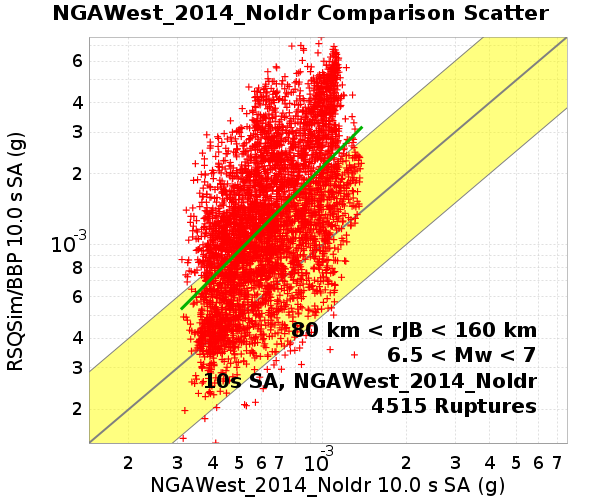 NGAWest_2014_NoIdr Comparison Scatter
RSQSim/BBP 10.0 s SA (g)
6
4
3
2
10-3
8
6
4
3
2
80 km < rJB < 160 km
6.5 < Mw < 7
10s SA, NGAWest_2014_NoIdr
4515 Ruptures
2 3 4 5 6 7 10-3 2 3 4 5 6 7
NGAWest_2014_NoIdr 10.0 s SA (g)